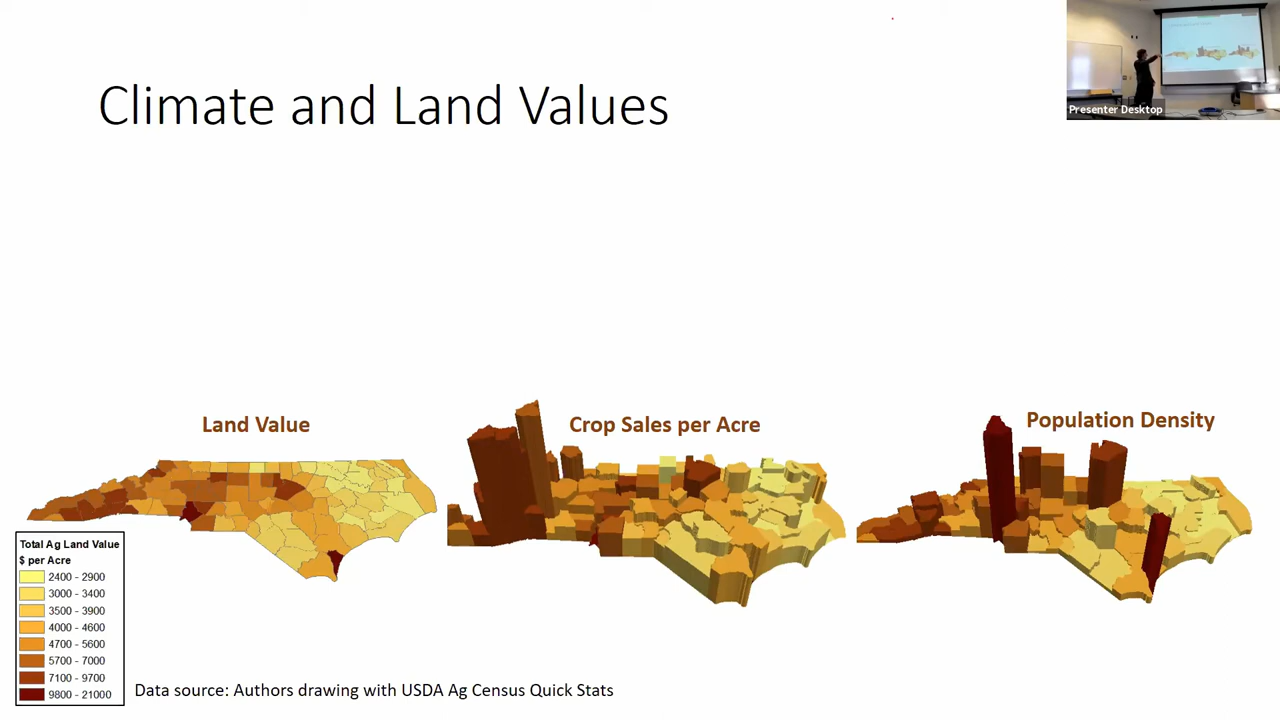 Climate and Land Values
Presenter Desktop
Land Value
Crop Sales per Acre
Population Density
Total Ag Land Value
$ per Acre
2400 - 2900
3000 - 3400
3500 - 3900
4000 - 4600
4700 - 5600
5700 - 7000
7100 - 9700
9800 - 21000
Data source: Authors drawing with USDA Ag Census Quick Stats